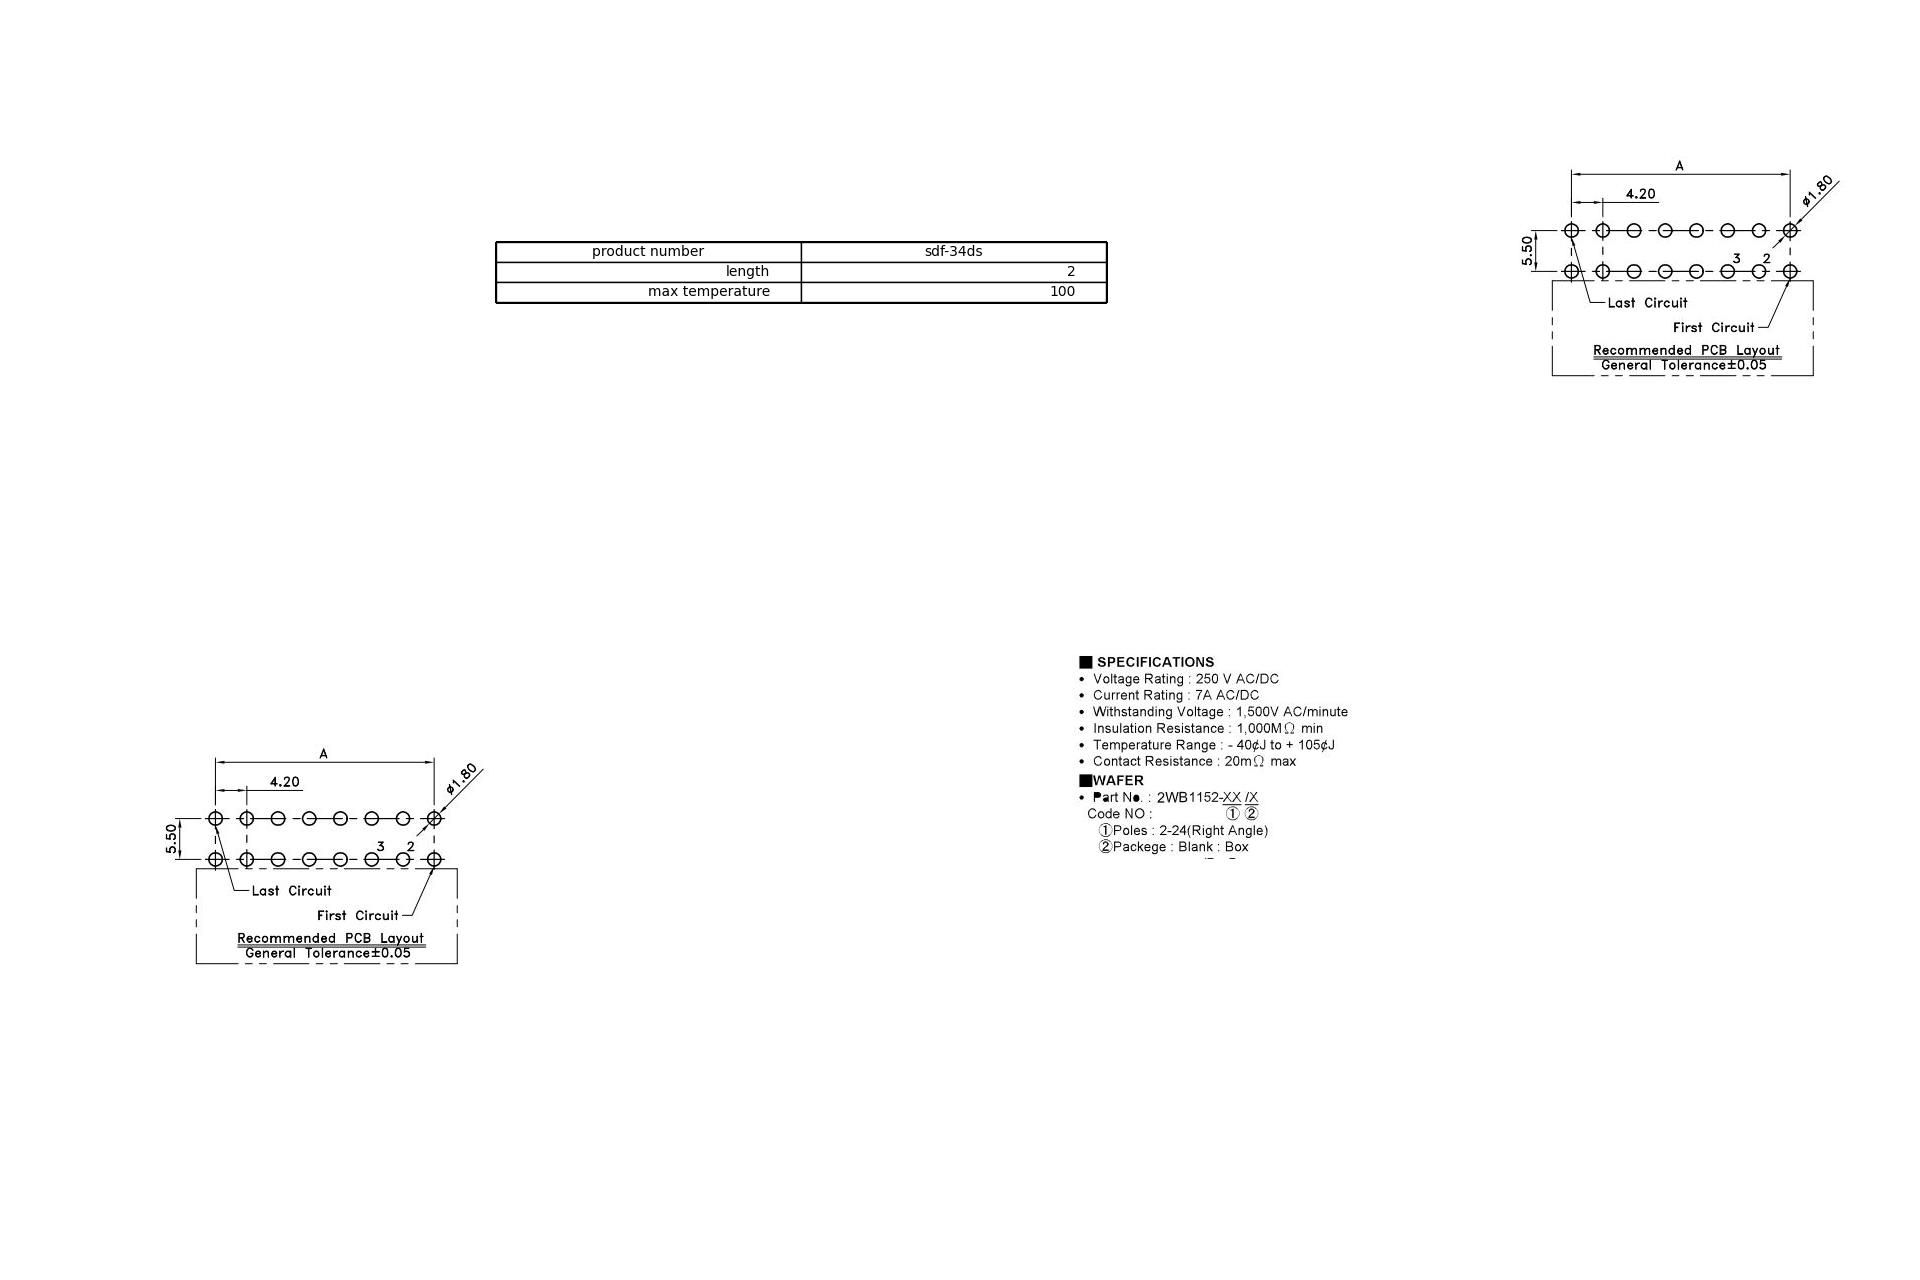 product number sdf-34ds
length 2
max temperature 100
A
4.20
ø1.80
5.50
3 2
Last Circuit
First Circuit
Recommended PCB Layout
General Tolerance±0.05
■ SPECIFICATIONS
• Voltage Rating : 250 V AC/DC
• Current Rating : 7A AC/DC
• Withstanding Voltage : 1,500V AC/minute
• Insulation Resistance : 1,000MΩ min
• Temperature Range : - 40¢J to + 105¢J
• Contact Resistance : 20mΩ max
■WAFER
• Part No. : 2WB1152-XX /X
Code NO : ① ②
①Poles : 2-24(Right Angle)
②Packege : Blank : Box
A
4.20
ø1.80
5.50
3 2
Last Circuit
First Circuit
Recommended PCB Layout
General Tolerance±0.05